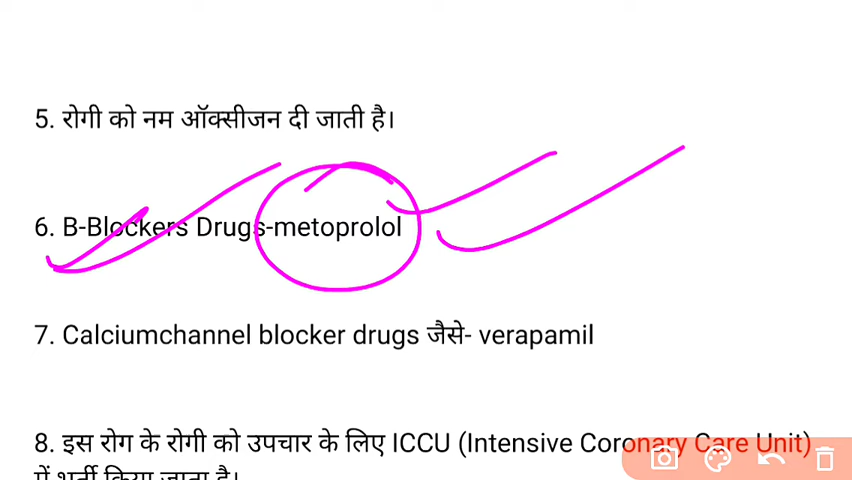 5. रोगी को नम ऑक्सीजन दी जाती है।
6. B-Blockers Drugs-metoprolol
7. Calciumchannel blocker drugs जैसे- verapamil
8. इस रोग के रोगी को उपचार के लिए ICCU (Intensive Coronary Care Unit)
में भर्ती किया जाता है।